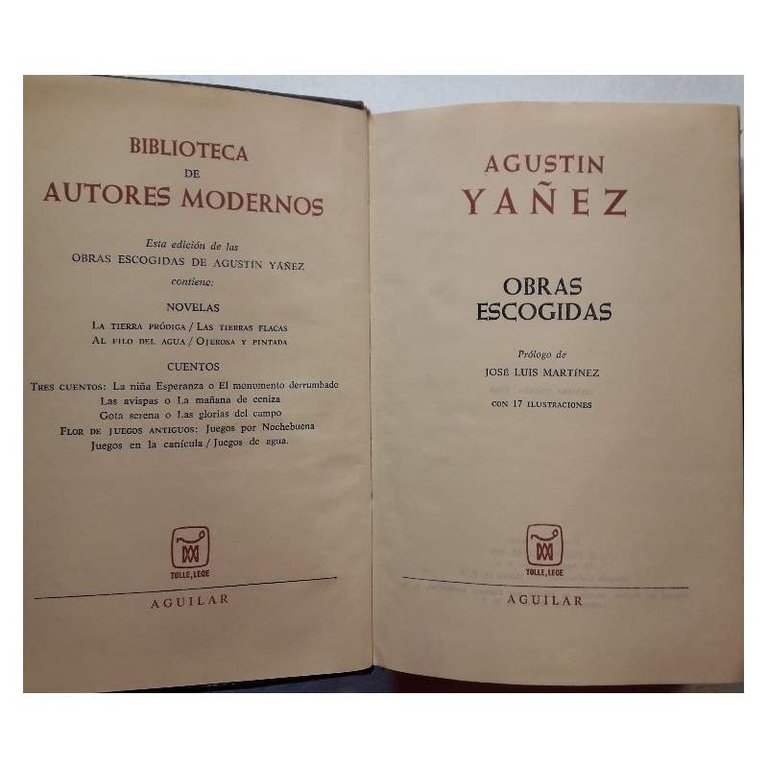 BIBLIOTECA
DE
AUTORES MODERNOS
Esta edición de las
OBRAS ESCOGIDAS DE AGUSTÍN YÁÑEZ
contiene:
NOVELAS
LA TIERRA PRÓDIGA / LAS TIERRAS FLACAS
AL FILO DEL AGUA / OJEROSA Y PINTADA
CUENTOS
TRES CUENTOS: La niña Esperanza o El monumento derrumbado
Las avispas o La mañana de ceniza
Gota serena o Las glorias del campo
FLOR DE JUEGOS ANTIGUOS: Juegos por Nochebuena
Juegos en la canícula / Juegos de agua.
TOLLE, LEGE
AGUILAR
AGUSTIN
YAÑEZ
OBRAS
ESCOGIDAS
Prólogo de
JOSÉ LUIS MARTÍNEZ
CON 17 ILUSTRACIONES
TOLLE, LEGE
AGUILAR